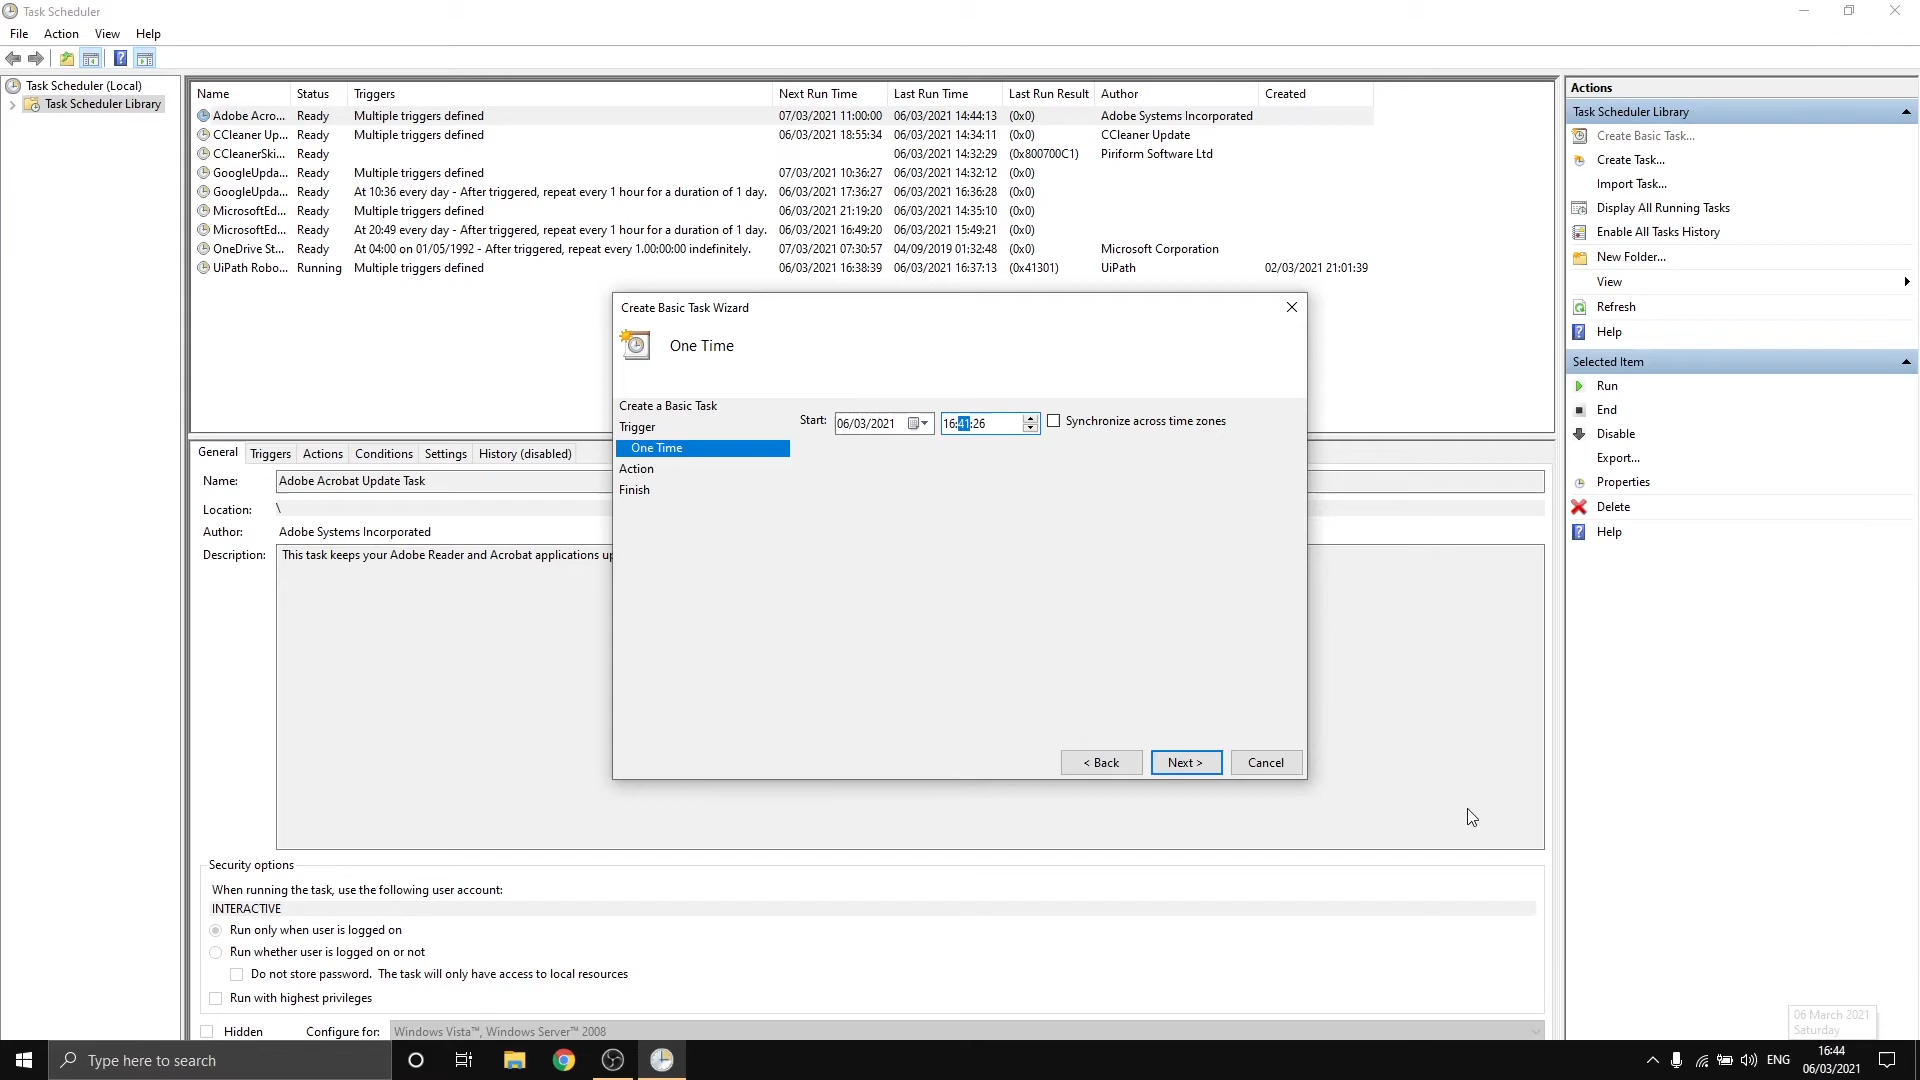 Task Scheduler
File Action View Help
Task Scheduler (Local)
Task Scheduler Library
Name Status Triggers Next Run Time Last Run Time Last Run Result Author Created
Adobe Acro... Ready Multiple triggers defined 07/03/2021 11:00:00 06/03/2021 14:44:13 (0x0) Adobe Systems Incorporated
CCleaner Up... Ready Multiple triggers defined 06/03/2021 18:55:34 06/03/2021 14:34:11 (0x0) CCleaner Update
CCleanerSki... Ready 06/03/2021 14:32:29 (0x800700C1) Piriform Software Ltd
GoogleUpda... Ready Multiple triggers defined 07/03/2021 10:36:27 06/03/2021 14:32:12 (0x0)
GoogleUpda... Ready At 10:36 every day - After triggered, repeat every 1 hour for a duration of 1 day. 06/03/2021 17:36:27 06/03/2021 16:36:28 (0x0)
MicrosoftEd... Ready Multiple triggers defined 06/03/2021 21:19:20 06/03/2021 14:35:10 (0x0)
MicrosoftEd... Ready At 20:49 every day - After triggered, repeat every 1 hour for a duration of 1 day. 06/03/2021 16:49:20 06/03/2021 15:49:21 (0x0)
OneDrive St... Ready At 04:00 on 01/05/1992 - After triggered, repeat every 1.00:00:00 indefinitely. 07/03/2021 07:30:57 04/09/2019 01:32:48 (0x0) Microsoft Corporation
UiPath Robo... Running Multiple triggers defined 06/03/2021 16:38:39 06/03/2021 16:37:13 (0x41301) UiPath 02/03/2021 21:01:39
Create Basic Task Wizard
One Time
Create a Basic Task
Trigger
One Time
Action
Finish
Start: 06/03/2021 16:41:26 Synchronize across time zones
< Back Next > Cancel
General Triggers Actions Conditions Settings History (disabled)
Name: Adobe Acrobat Update Task
Location: \
Author: Adobe Systems Incorporated
Description: This task keeps your Adobe Reader and Acrobat applications up
Security options
When running the task, use the following user account:
INTERACTIVE
Run only when user is logged on
Run whether user is logged on or not
Do not store password. The task will only have access to local resources
Run with highest privileges
Hidden Configure for: Windows Vista™, Windows Server™ 2008
Actions
Task Scheduler Library
Create Basic Task...
Create Task...
Import Task...
Display All Running Tasks
Enable All Tasks History
New Folder...
View
Refresh
Help
Selected Item
Run
End
Disable
Export...
Properties
Delete
Help
06 March 2021
Saturday
Type here to search
ENG
16:44
06/03/2021